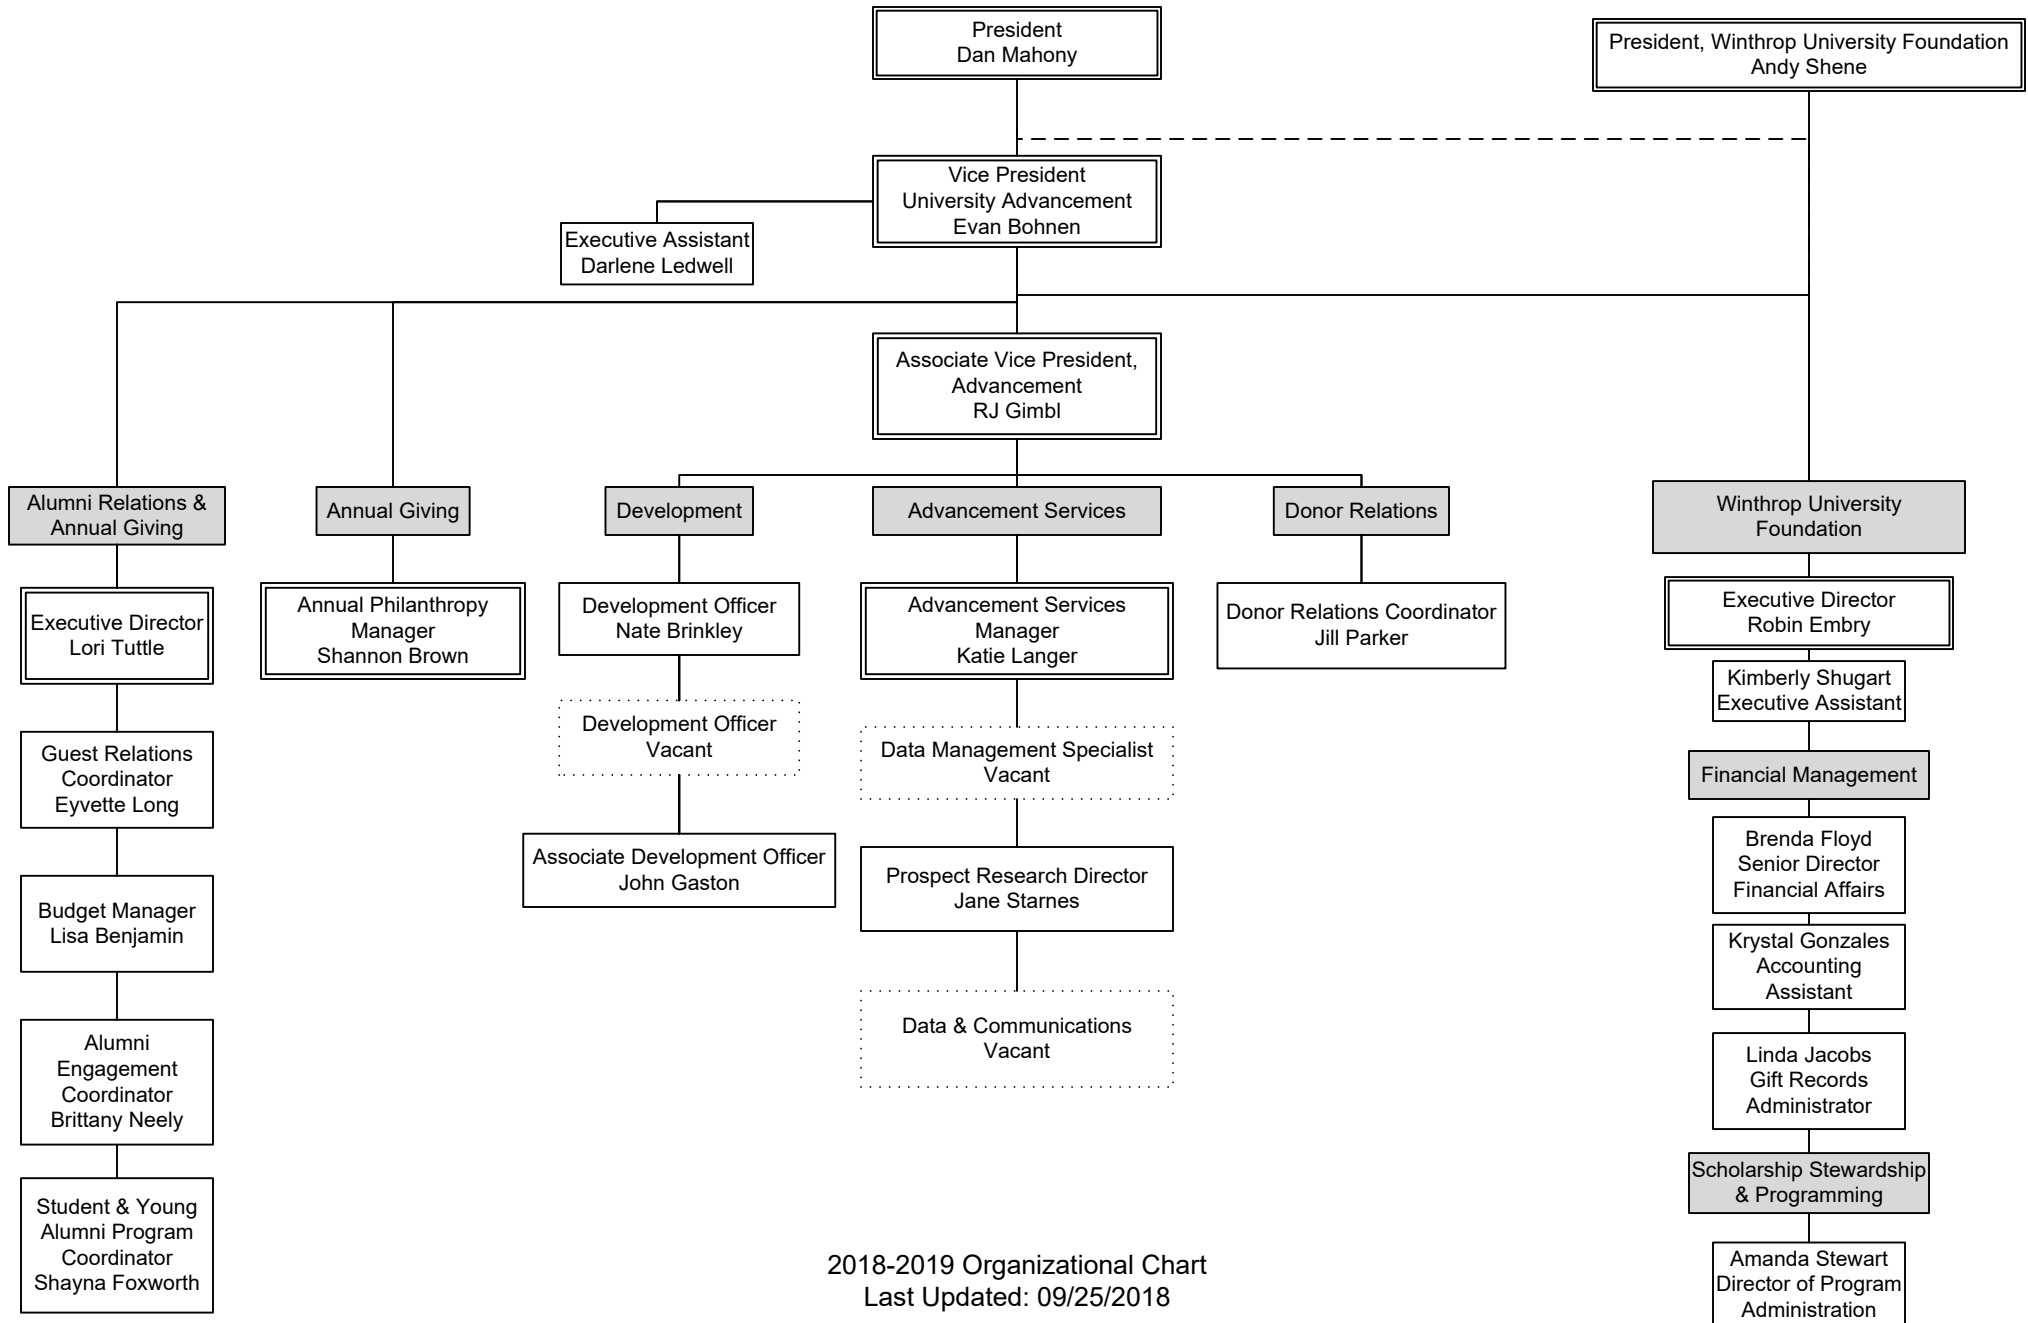 President
Dan Mahony
President, Winthrop University Foundation
Andy Shene
Vice President
University Advancement
Evan Bohnen
Executive Assistant
Darlene Ledwell
Associate Vice President,
Advancement
RJ Gimbl
Alumni Relations &
Annual Giving
Executive Director
Lori Tuttle
Guest Relations
Coordinator
Eyvette Long
Budget Manager
Lisa Benjamin
Alumni
Engagement
Coordinator
Brittany Neely
Student & Young
Alumni Program
Coordinator
Shayna Foxworth
Annual Giving
Annual Philanthropy
Manager
Shannon Brown
Development
Development Officer
Nate Brinkley
Development Officer
Vacant
Associate Development Officer
John Gaston
Advancement Services
Advancement Services
Manager
Katie Langer
Data Management Specialist
Vacant
Prospect Research Director
Jane Starnes
Data & Communications
Vacant
Donor Relations
Donor Relations Coordinator
Jill Parker
Winthrop University
Foundation
Executive Director
Robin Embry
Kimberly Shugart
Executive Assistant
Financial Management
Brenda Floyd
Senior Director
Financial Affairs
Krystal Gonzales
Accounting
Assistant
Linda Jacobs
Gift Records
Administrator
Scholarship Stewardship
& Programming
Amanda Stewart
Director of Program
Administration
2018-2019 Organizational Chart
Last Updated: 09/25/2018